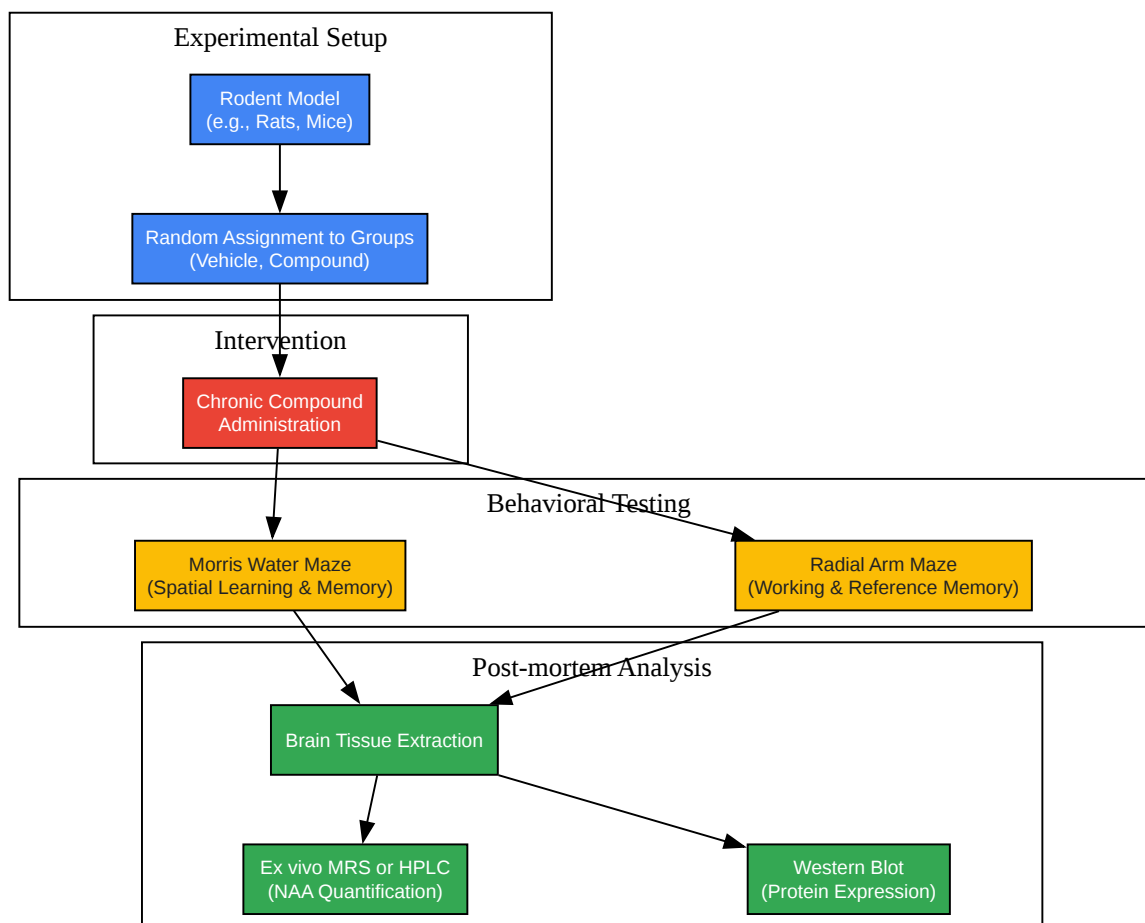 Experimental Setup
Rodent Model
(e.g., Rats, Mice)
Random Assignment to Groups
(Vehicle, Compound)
Intervention
Chronic Compound
Administration
Behavioral Testing
Morris Water Maze
(Spatial Learning & Memory)
Radial Arm Maze
(Working & Reference Memory)
Post-mortem Analysis
Brain Tissue Extraction
Ex vivo MRS or HPLC
(NAA Quantification)
Western Blot
(Protein Expression)